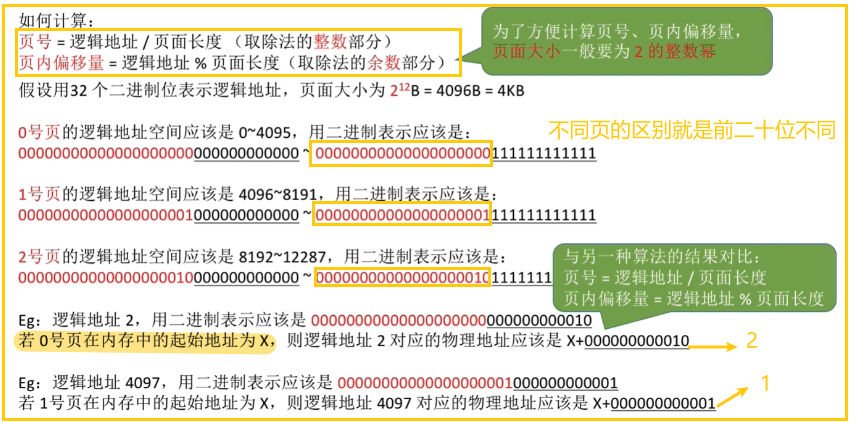 如何计算：
页号 = 逻辑地址 / 页面长度 （取除法的整数部分）
页内偏移量 = 逻辑地址 % 页面长度（取除法的余数部分）
为了方便计算页号、页内偏移量，
页面大小一般要为 2 的整数幂
假设用32 个二进制位表示逻辑地址，页面大小为 2¹²B = 4096B = 4KB
0号页的逻辑地址空间应该是 0~4095，用二进制表示应该是：
不同页的区别就是前二十位不同
00000000000000000000000000000000 ~ 00000000000000000000111111111111
1号页的逻辑地址空间应该是 4096~8191，用二进制表示应该是：
00000000000000000001000000000000 ~ 00000000000000000001111111111111
2号页的逻辑地址空间应该是 8192~12287，用二进制表示应该是：
00000000000000000010000000000000 ~ 000000000000000000101111111
与另一种算法的结果对比：
页号 = 逻辑地址 / 页面长度
页内偏移量 = 逻辑地址 % 页面长度
Eg：逻辑地址 2，用二进制表示应该是 00000000000000000000000000000010
若 0号页在内存中的起始地址为 X，则逻辑地址 2 对应的物理地址应该是 X+000000000010 2
Eg：逻辑地址 4097，用二进制表示应该是 00000000000000000001000000000001
若 1号页在内存中的起始地址为 X，则逻辑地址 4097 对应的物理地址应该是 X+000000000001 1